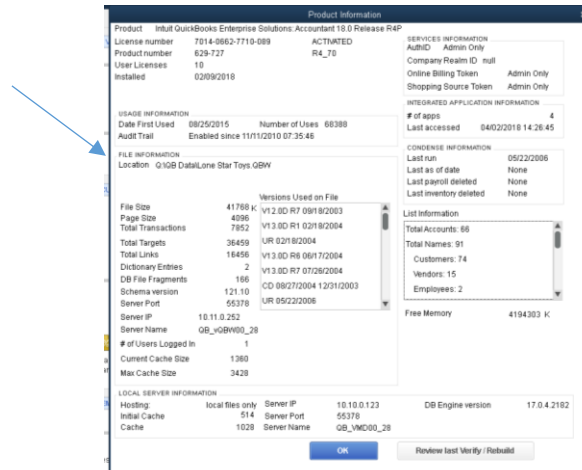 Product Information
Product Intuit QuickBooks Enterprise Solutions: Accountant 18.0 Release R4P
License number 7014-0662-7710-089 ACTIVATED
Product number 629-727 R4_70
User Licenses 10
Installed 02/09/2018
SERVICES INFORMATION
AuthID Admin Only
Company Realm ID null
Online Billing Token Admin Only
Shopping Source Token Admin Only
INTEGRATED APPLICATION INFORMATION
# of apps 4
Last accessed 04/02/2018 14:26:45
USAGE INFORMATION
Date First Used 08/25/2015 Number of Uses 68388
Audit Trail Enabled since 11/11/2010 07:35:46
CONDENSE INFORMATION
Last run 05/22/2006
Last as of date None
Last payroll deleted None
Last inventory deleted None
FILE INFORMATION
Location Q:\QB Data\Lone Star Toys.QBW
File Size 41768 K
Page Size 4096
Total Transactions 7852
Total Targets 36459
Total Links 16456
Dictionary Entries 2
DB File Fragments 166
Schema version 121.10
Server Port 55378
Server IP 10.11.0.252
Server Name QB_vQBW00_28
# of Users Logged In 1
Current Cache Size 1360
Max Cache Size 3428
Versions Used on File
V12.0D R7 09/18/2003
V13.0D R1 02/18/2004
UR 02/18/2004
V13.0D R6 06/17/2004
V13.0D R7 07/26/2004
CD 08/27/2004 12/31/2003
UR 05/22/2006
List Information
Total Accounts: 66
Total Names: 91
Customers: 74
Vendors: 15
Employees: 2
Free Memory 4194303 K
LOCAL SERVER INFORMATION
Hosting: local files only Server IP 10.10.0.123 DB Engine version 17.0.4.2182
Initial Cache 514 Server Port 55378
Cache 1028 Server Name QB_VMD00_28
OK
Review last Verify / Rebuild